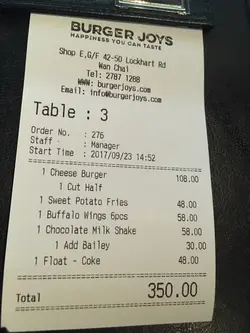 BURGER JOYS
HAPPINESS YOU CAN TASTE
Shop E,G/F 42-50 Lockhart Rd
Wan Chai
Tel: 2787 1288
WWW: burgerjoys.com
Email: info@burgerjoys.com
Table : 3
Order No. : 276
Staff : Manager
Start Time : 2017/09/23 14:52
1 Cheese Burger 108.00
1 Cut Half
1 Sweet Potato Fries 48.00
1 Buffalo Wings 6pcs 58.00
1 Chocolate Milk Shake 58.00
1 Add Bailey 30.00
1 Float - Coke 48.00
Total 350.00